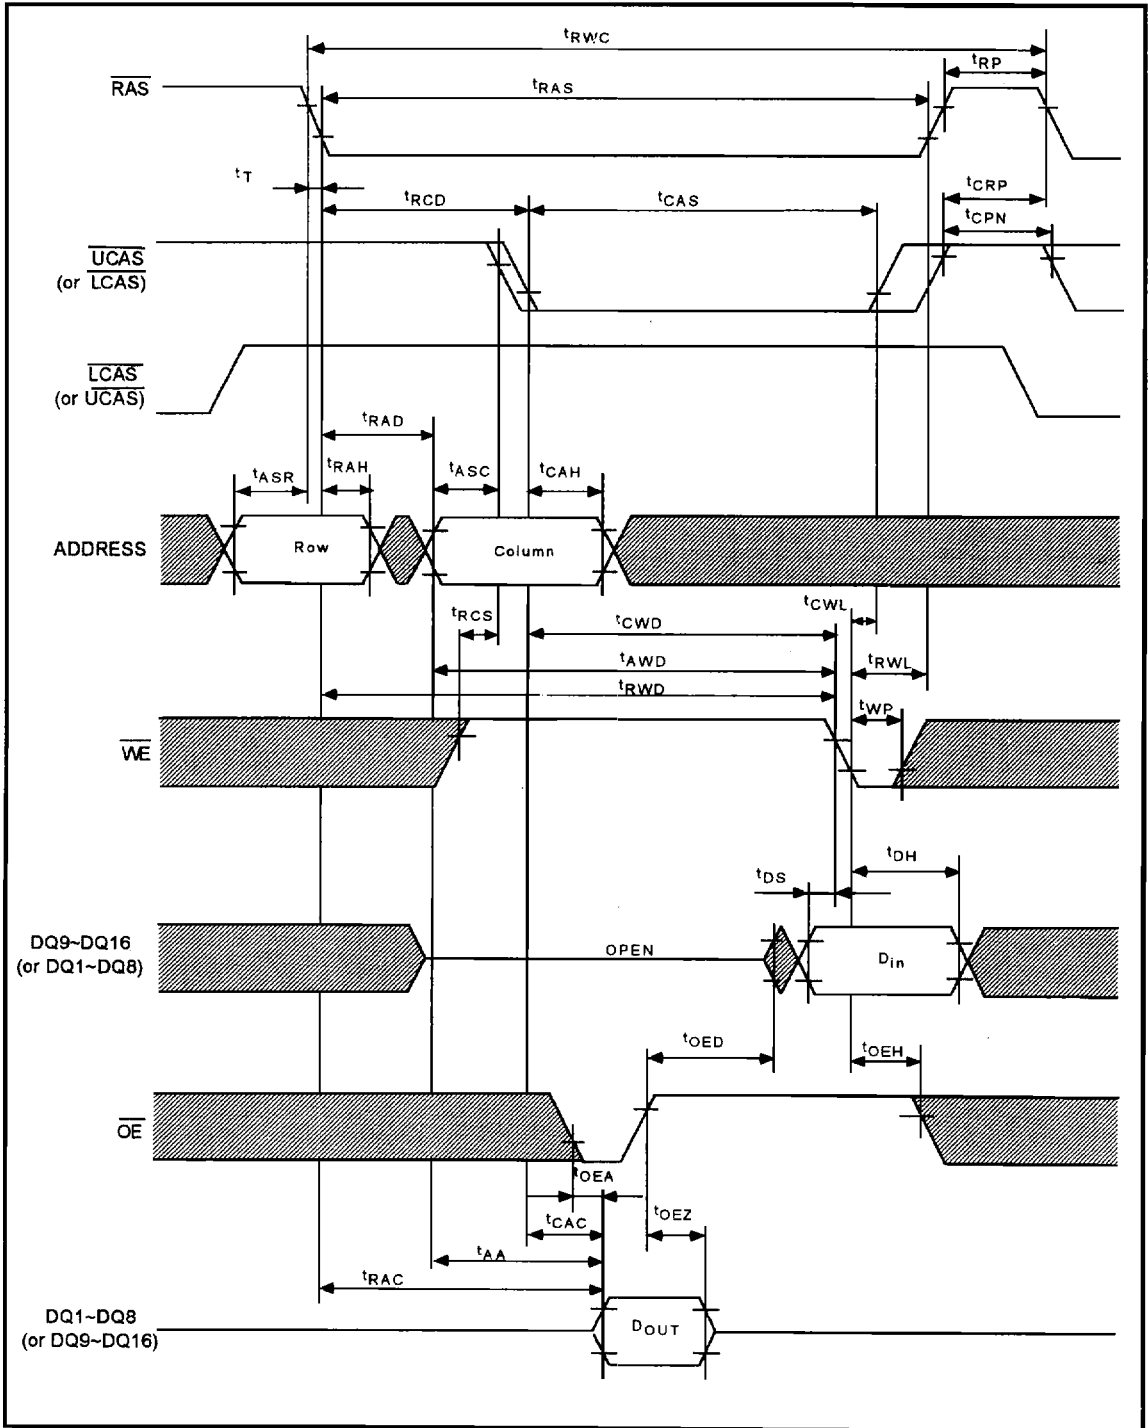 tRWC
tRP
RAS
tRAS
tT
tRCD
tCAS
tCRP
tCPN
UCAS
(or LCAS)
LCAS
(or UCAS)
tRAD
tASR
tRAH
tASC
tCAH
ADDRESS
Row
Column
tRCS
tCWD
tCWL
tAWD
tRWL
tRWD
tWP
WE
tDH
tDS
DQ9~DQ16
(or DQ1~DQ8)
OPEN
Din
tOED
tOEH
OE
tOEA
tCAC
tOEZ
tAA
tRAC
DQ1~DQ8
(or DQ9~DQ16)
DOUT